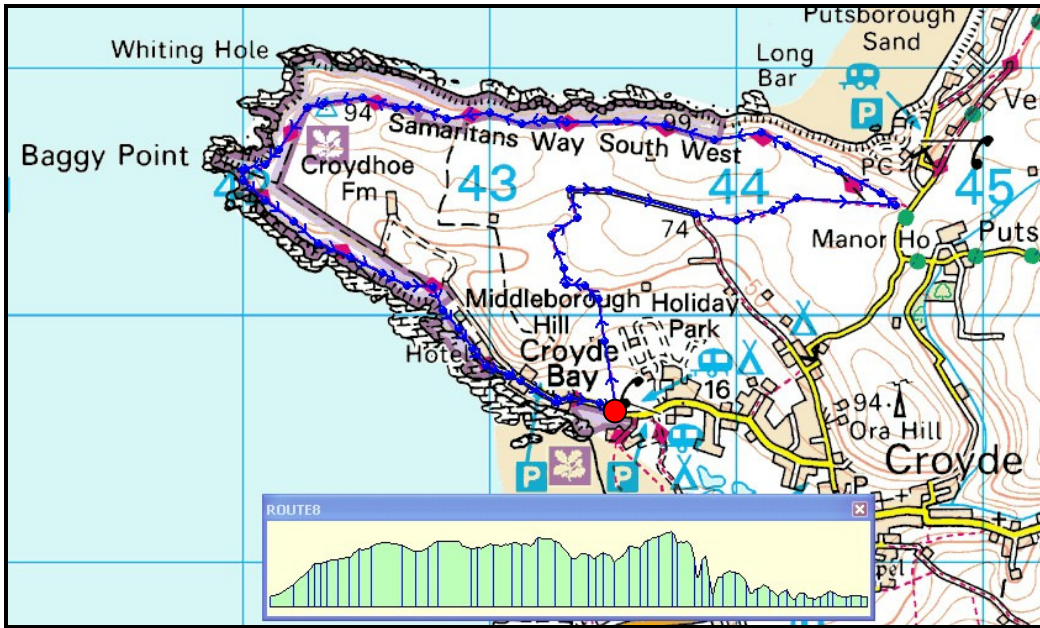 Putsborough
Sand
Whiting Hole
Long
Bar
P
94
99
Samaritans Way South West
Baggy Point
Croydhoe
Fm
PC
42
43
44
45
74
Manor Ho
Puts
50
Middleborough
Hill
Holiday
Park
Croyde
Bay
Hotel
16
94
Ora Hill
Croyde
P
P
P
ROUTE8
pel